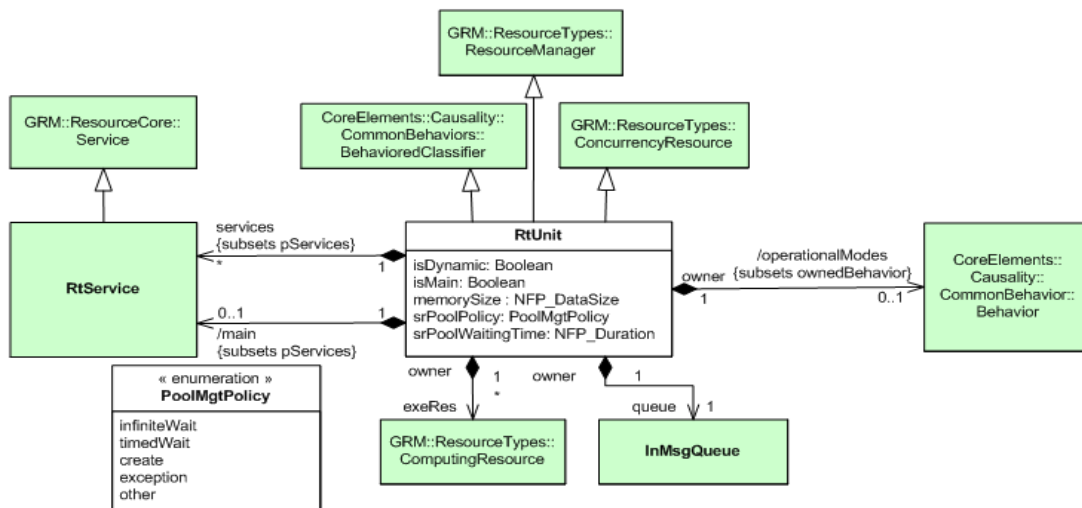 GRM::ResourceTypes::
ResourceManager
GRM::ResourceCore::
Service
CoreElements::Causality::
CommonBehaviors::
BehavioredClassifier
GRM::ResourceTypes::
ConcurrencyResource
RtService
services
{subsets pServices}
*
1
0..1
1
/main
{subsets pServices}
RtUnit
isDynamic: Boolean
isMain: Boolean
memorySize : NFP_DataSize
srPoolPolicy: PoolMgtPolicy
srPoolWaitingTime: NFP_Duration
/operationalModes
{subsets ownedBehavior}
owner
1
0..1
CoreElements::
Causality::
CommonBehavior::
Behavior
« enumeration »
PoolMgtPolicy
infiniteWait
timedWait
create
exception
other
owner
1
*
exeRes
owner
1
queue
1
GRM::ResourceTypes::
ComputingResource
InMsgQueue